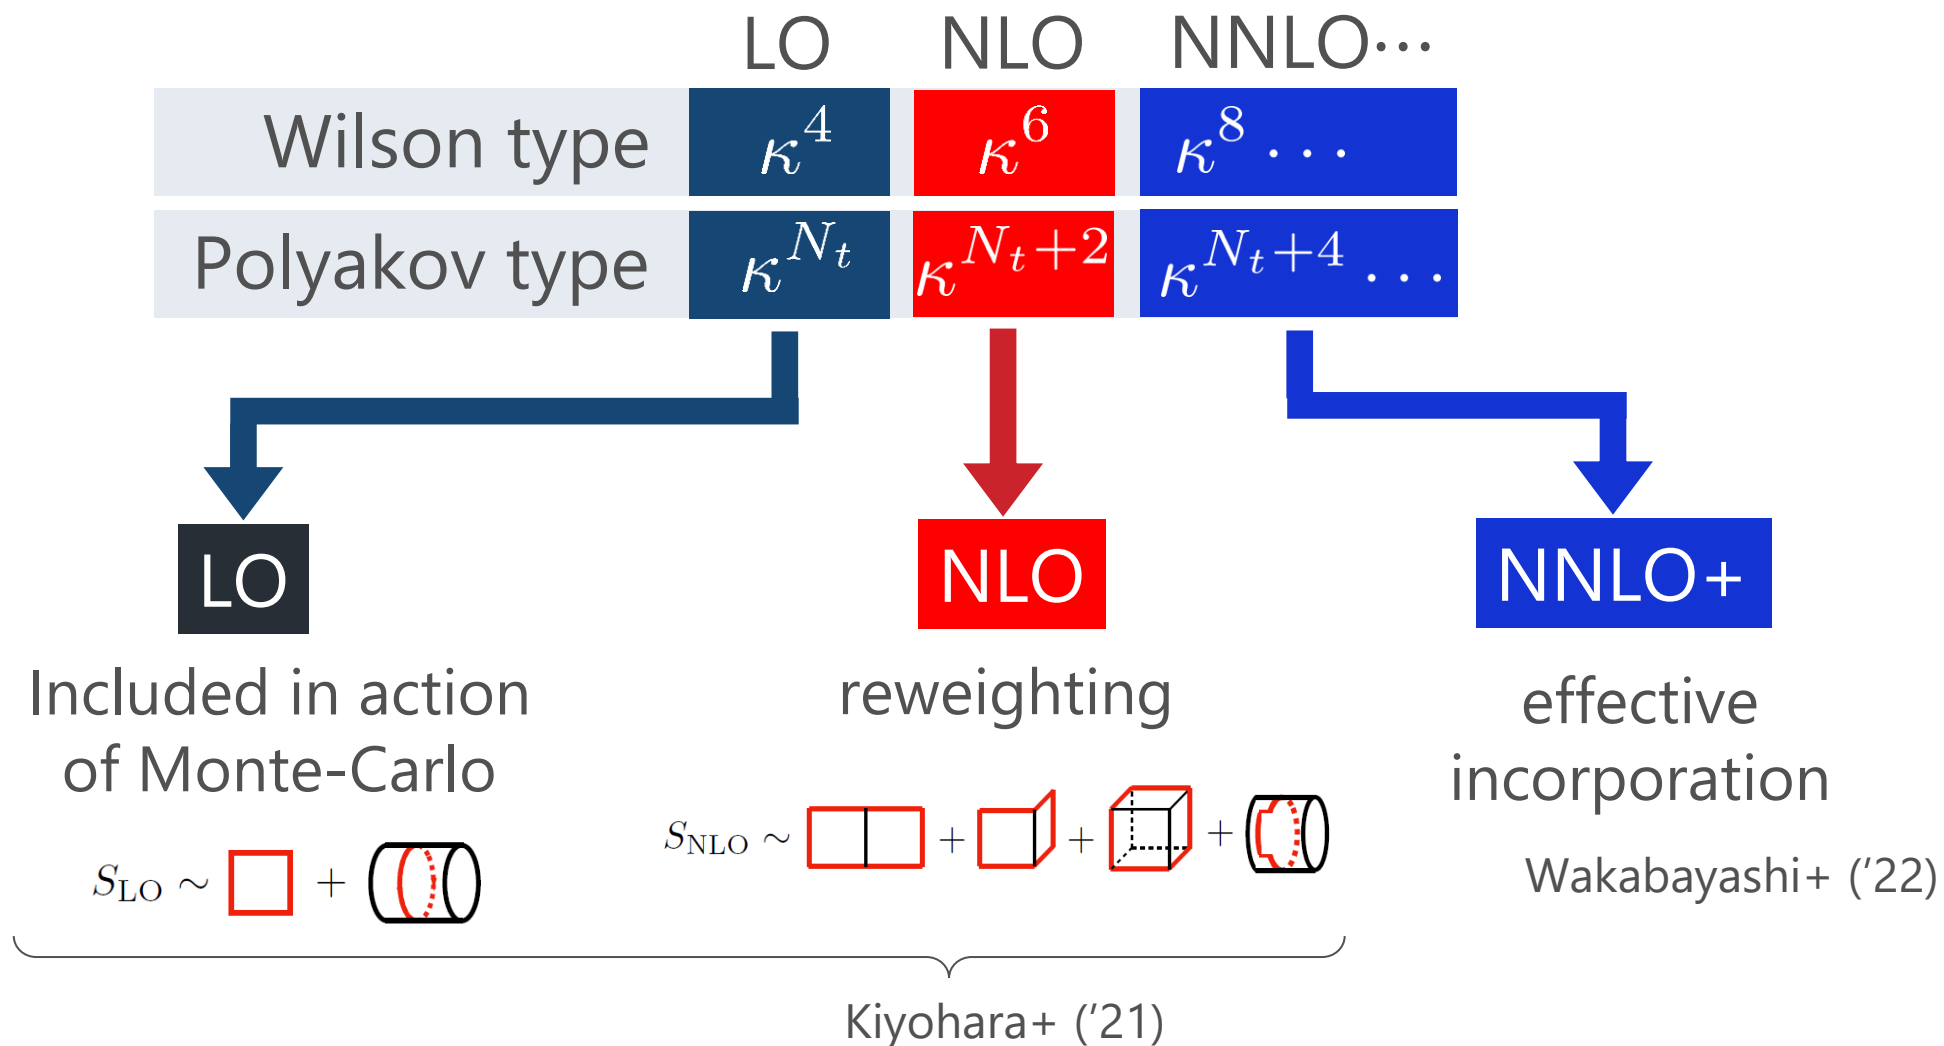 LO NLO NNLO⋯
Wilson type κ^4 κ^6 κ^8 ⋯
Polyakov type κ^{N_t} κ^{N_t+2} κ^{N_t+4} ⋯
LO NLO NNLO+
Included in action
of Monte-Carlo
reweighting
effective
incorporation
S_LO ∼ +
S_NLO ∼ + + +
Wakabayashi+ (’22)
Kiyohara+ (’21)